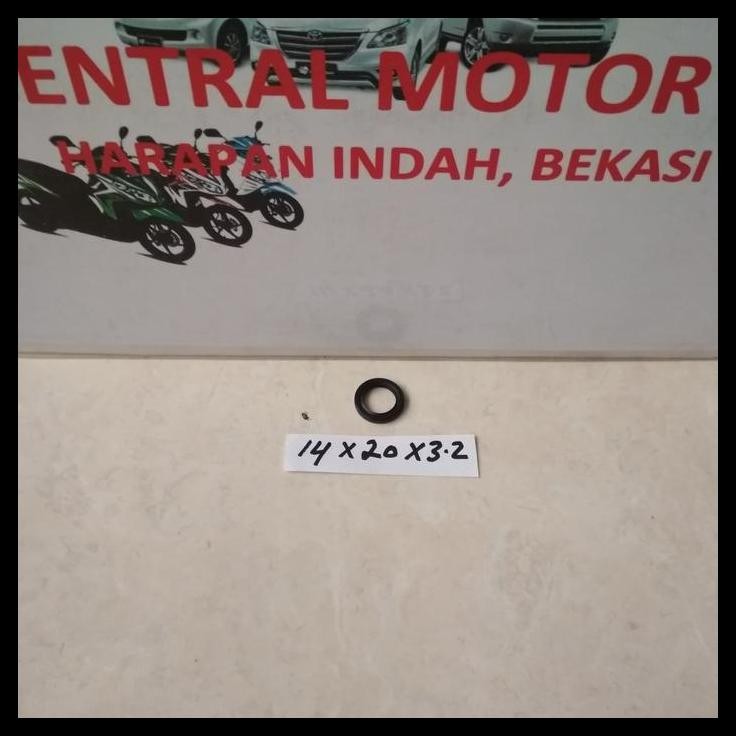 ENTRAL MOTOR
HARAPAN INDAH, BEKASI
14 x 20 x 3.2